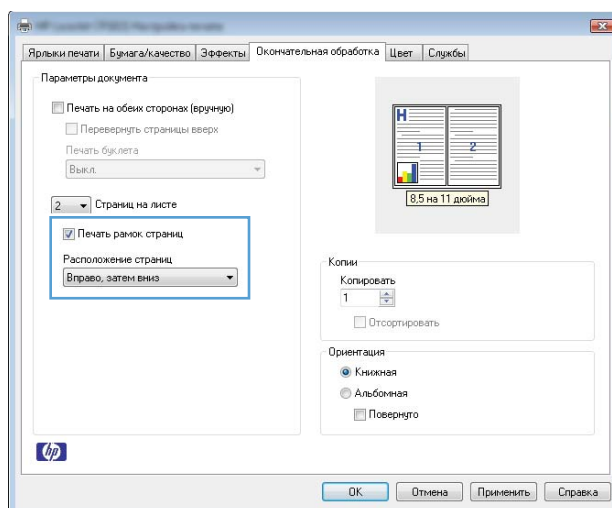 Ярлыки печати Бумага/качество Эффекты Окончательная обработка Цвет Службы
Параметры документа
Печать на обеих сторонах (вручную)
Перевернуть страницы вверх
Печать буклета
Выкл.
2 Страниц на листе
Печать рамок страниц
Расположение страниц
Вправо, затем вниз
H
1 2
8,5 на 11 дюйма
Копии
Копировать
1
Отсортировать
Ориентация
Книжная
Альбомная
Повернуто
hp
OK Отмена Применить Справка